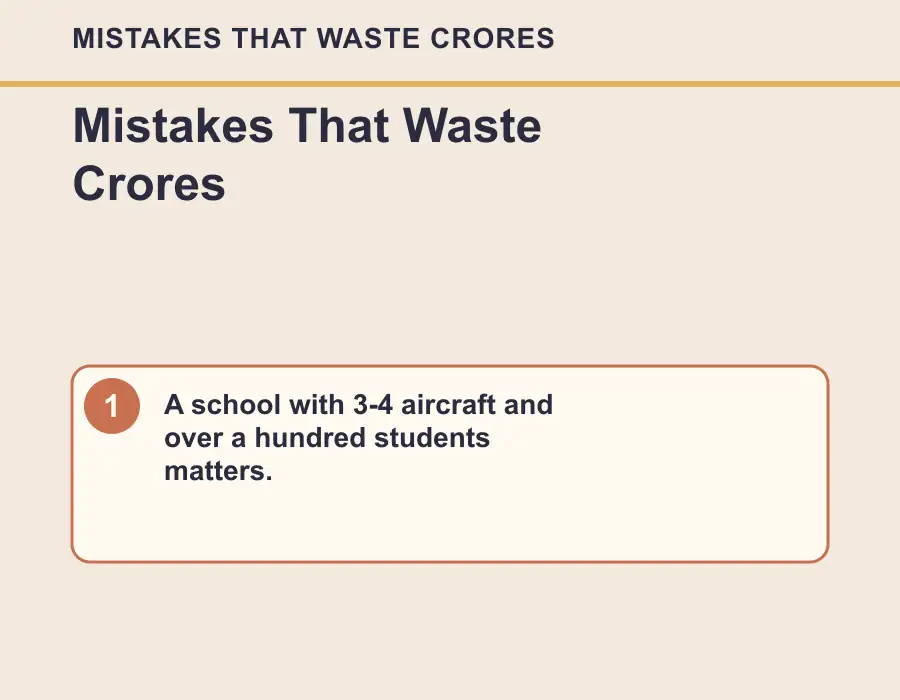 MISTAKES THAT WASTE CRORES
Mistakes That Waste
Crores
1
A school with 3-4 aircraft and
over a hundred students
matters.